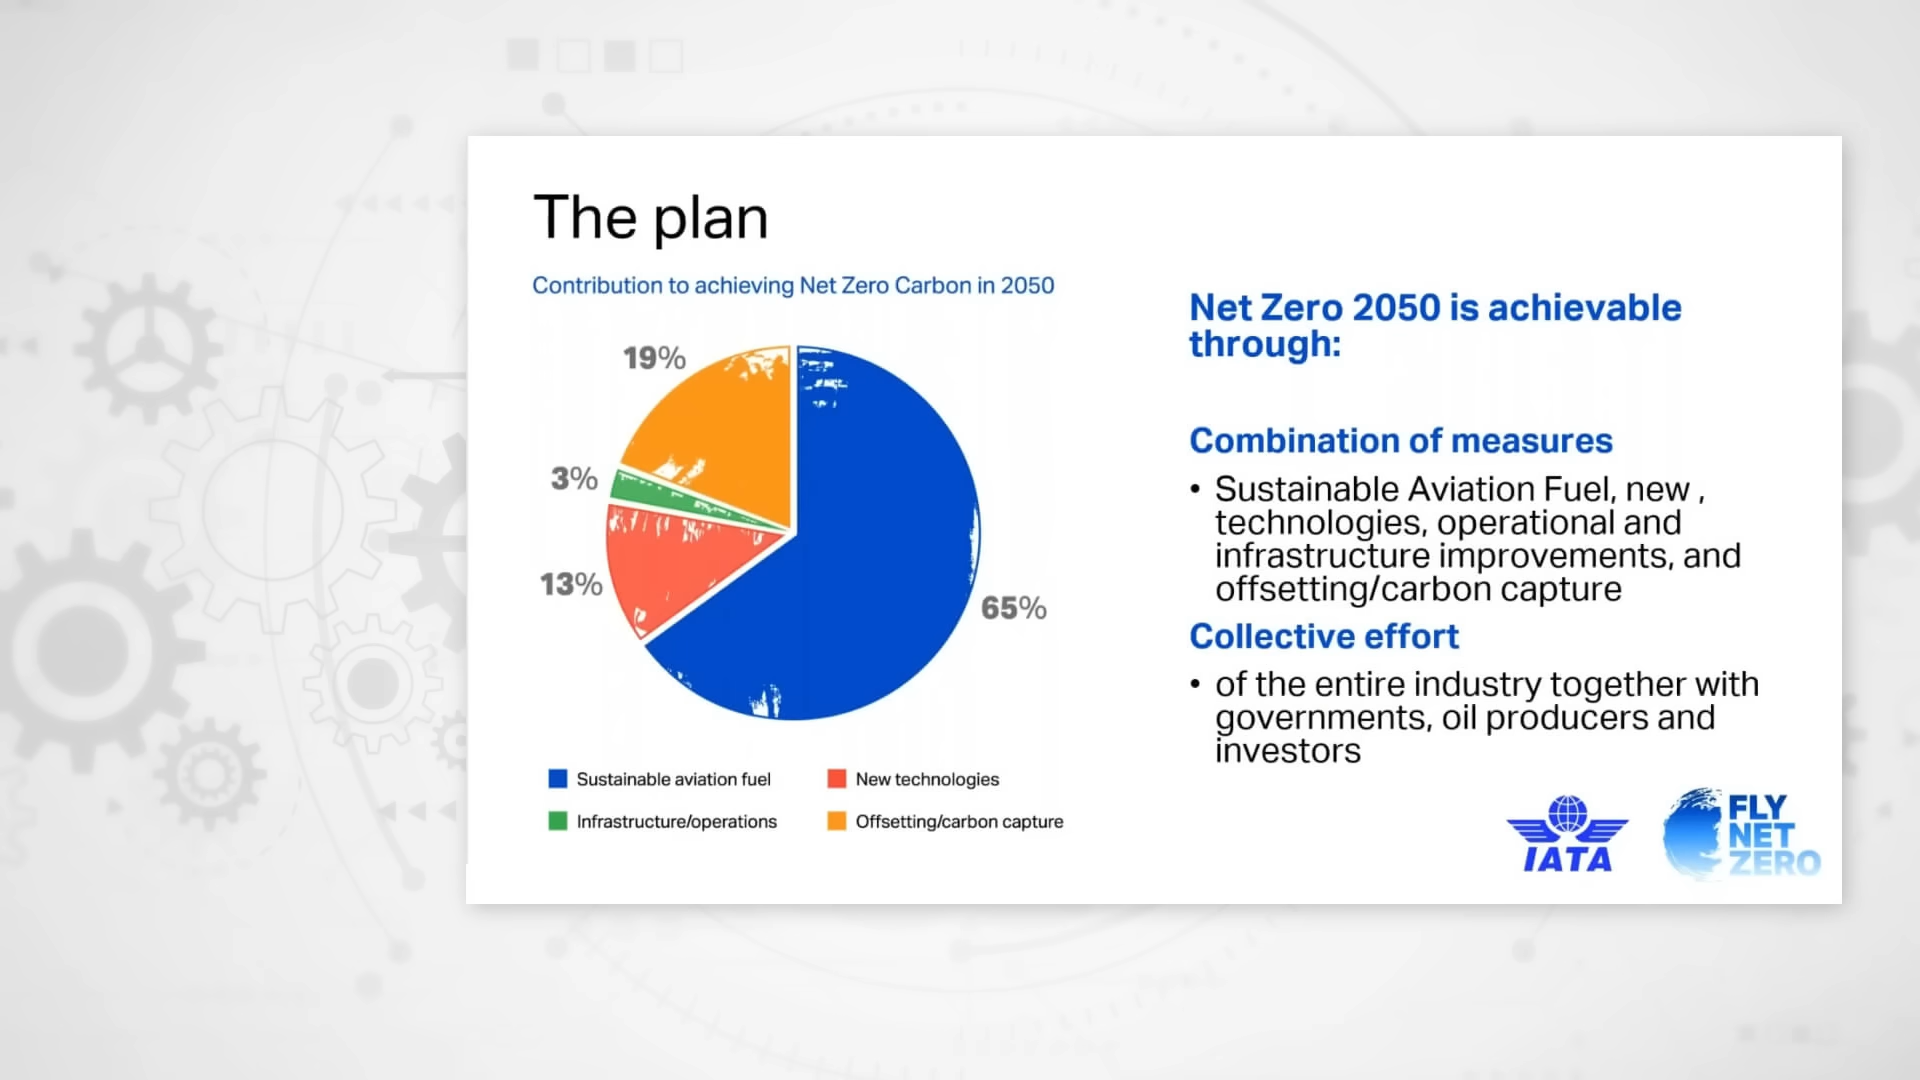 The plan
Contribution to achieving Net Zero Carbon in 2050
19%
3%
13%
65%
Sustainable aviation fuel
New technologies
Infrastructure/operations
Offsetting/carbon capture
Net Zero 2050 is achievable
through:
Combination of measures
• Sustainable Aviation Fuel, new ,
technologies, operational and
infrastructure improvements, and
offsetting/carbon capture
Collective effort
• of the entire industry together with
governments, oil producers and
investors
IATA
FLY
NET
ZERO